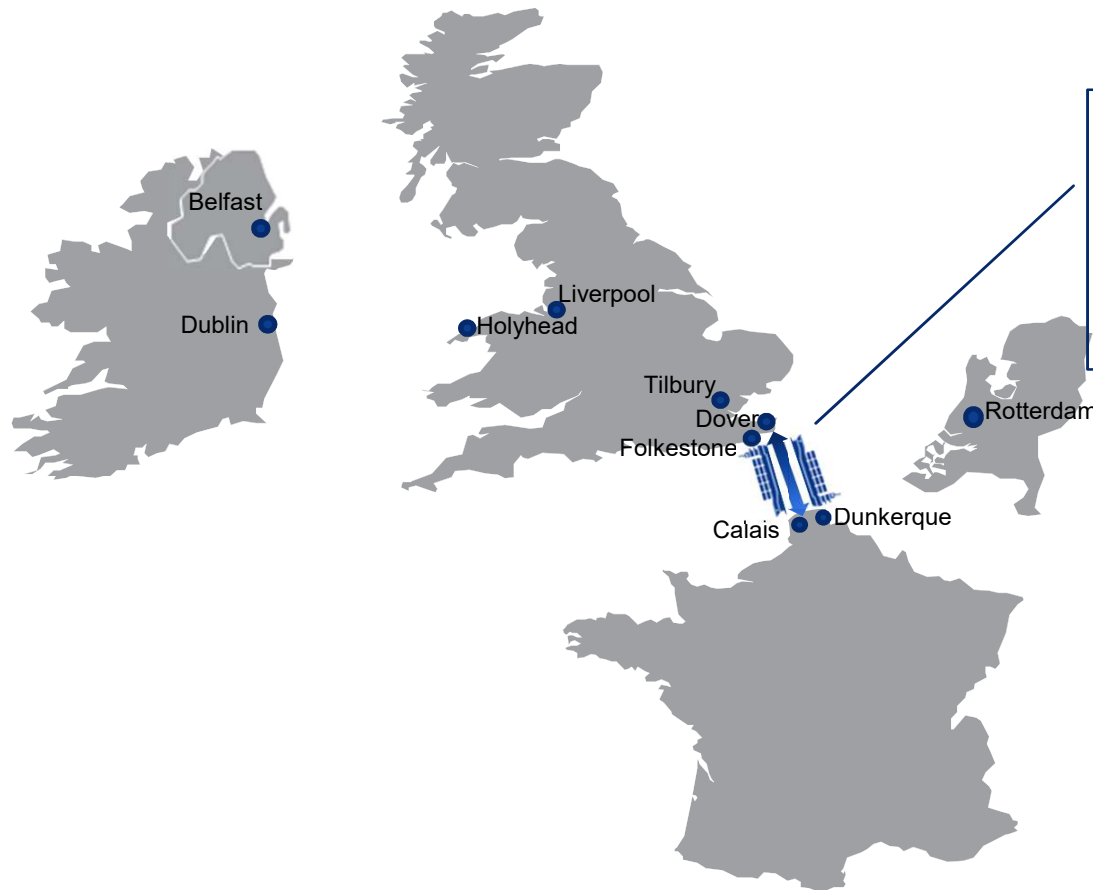 Belfast
Liverpool
Dublin
Holyhead
Tilbury
Dover
Rotterdam
Folkestone
Calais
Dunkerque